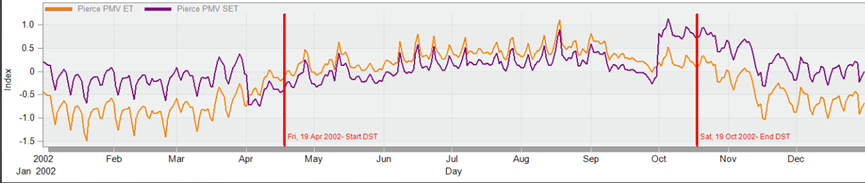 Pierce PMV ET Pierce PMV SET
1.0
0.5
0.0
-0.5
-1.0
-1.5
Index
Fri, 19 Apr 2002- Start DST
Sat, 19 Oct 2002- End DST
2002 Feb Mar Apr May Jun Jul Aug Sep Oct Nov Dec
Jan 2002
Day